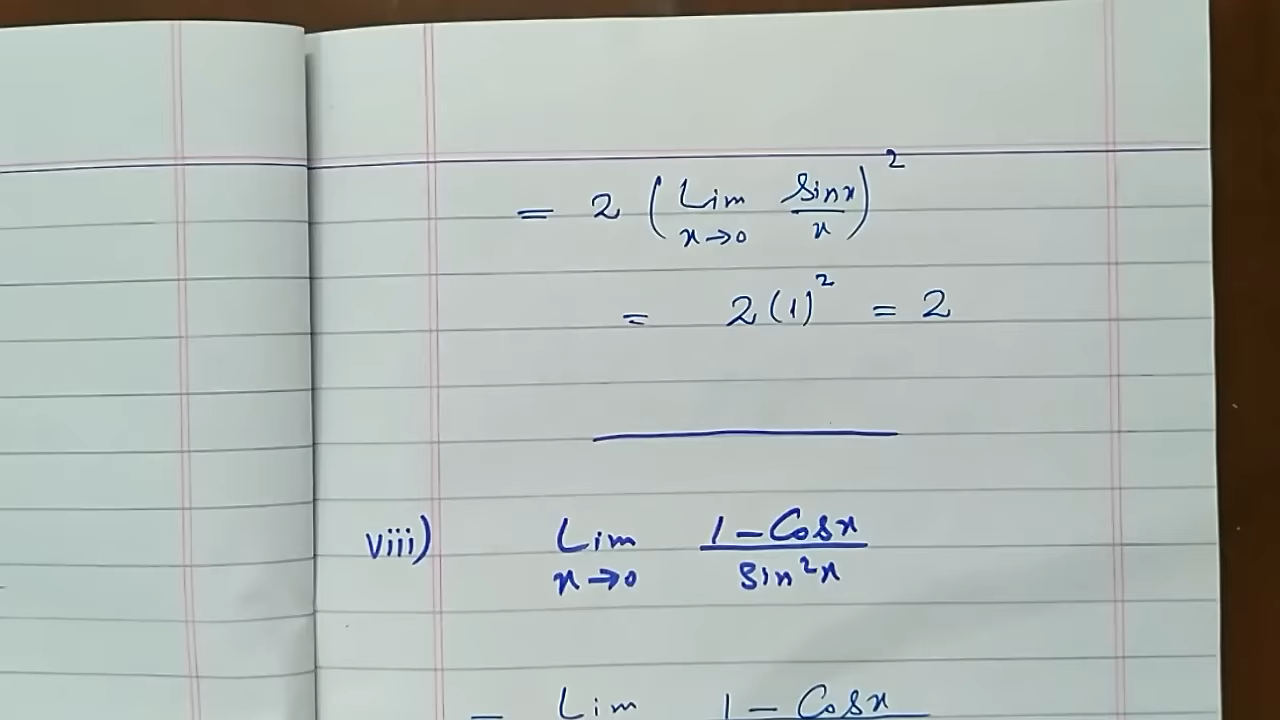 = 2 (Lim x→0 sinx/x)²
= 2(1)² = 2
viii) Lim x→0 1-Cosx/sin²x
= Lim 1-Cosx